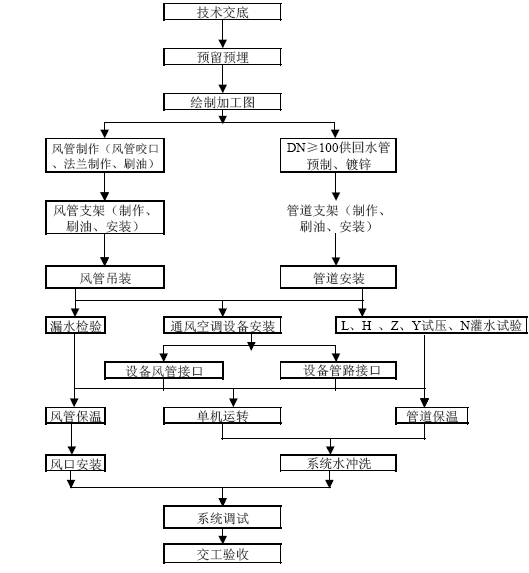 技术交底
预留预埋
绘制加工图
风管制作（风管咬口
、法兰制作、刷油）
DN≥100供回水管
预制、镀锌
风管支架（制作、
刷油、安装）
管道支架（制作、
刷油、安装）
风管吊装
管道安装
漏水检验
通风空调设备安装
L、H 、Z、Y试压、N灌水试验
设备风管接口
设备管路接口
风管保温
单机运转
管道保温
风口安装
系统水冲洗
系统调试
交工验收